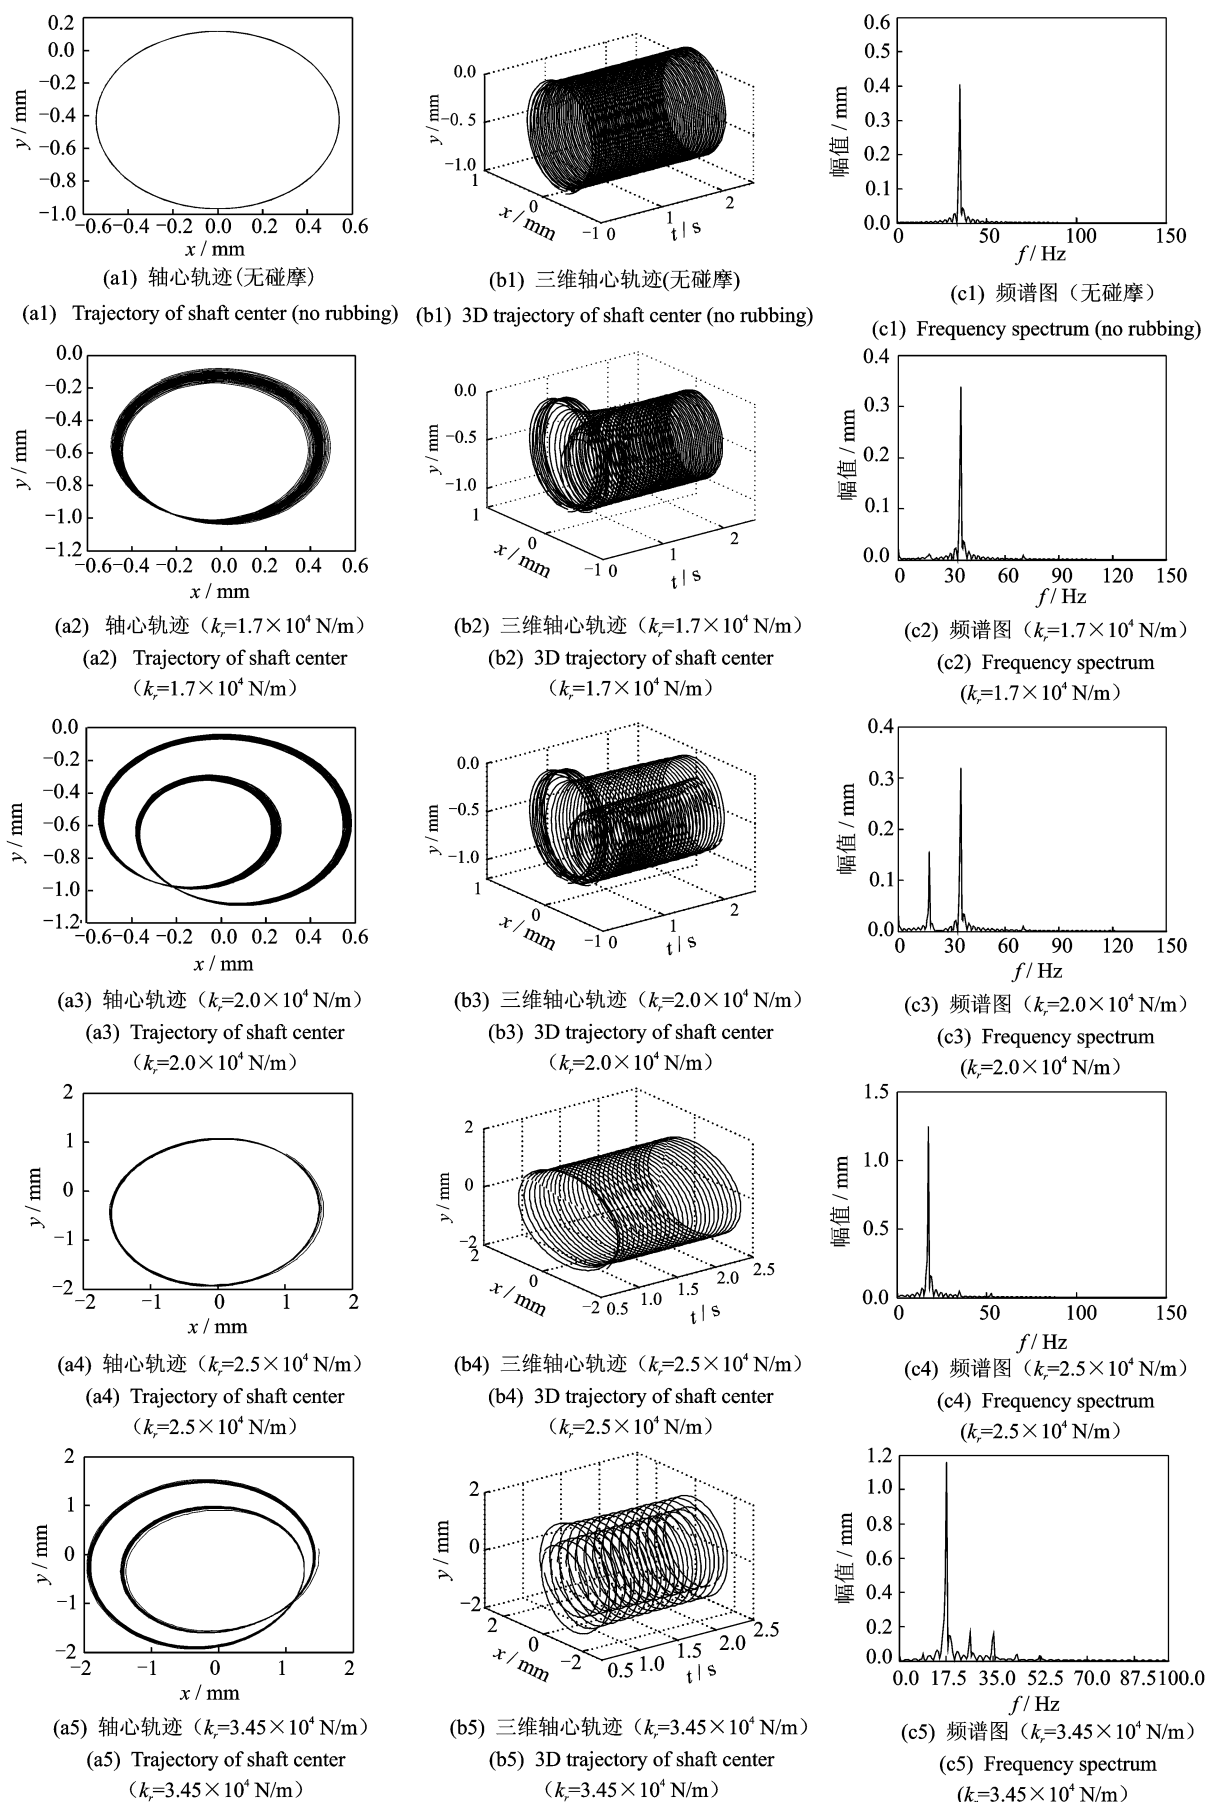 0.2
0.0
−0.2
−0.4
−0.6
−0.8
−1.0
y / mm
−0.6 −0.4 −0.2 0.0 0.2 0.4 0.6
x / mm
0.0
−0.5
−1.0
y / mm
1 0 −1
x / mm
0 1 2
t / s
0.6
0.5
0.4
0.3
0.2
0.1
0.0
幅值 / mm
0 50 100 150
f / Hz
(a1) 轴心轨迹(无碰摩)
(b1) 三维轴心轨迹(无碰摩)
(c1) 频谱图（无碰摩）
(a1) Trajectory of shaft center (no rubbing)
(b1) 3D trajectory of shaft center (no rubbing)
(c1) Frequency spectrum (no rubbing)
0.0
−0.2
−0.4
−0.6
−0.8
−1.0
−1.2
y / mm
−0.6 −0.4 −0.2 0.0 0.2 0.4 0.6
x / mm
0.0
−0.5
−1.0
y / mm
1 0 −1
x / mm
0 1 2
t / s
0.4
0.3
0.2
0.1
0.0
幅值 / mm
0 30 60 90 120 150
f / Hz
(a2) 轴心轨迹（kr=1.7×10⁴ N/m）
(b2) 三维轴心轨迹（kr=1.7×10⁴ N/m）
(c2) 频谱图（kr=1.7×10⁴ N/m）
(a2) Trajectory of shaft center
（kr=1.7×10⁴ N/m）
(b2) 3D trajectory of shaft center
（kr=1.7×10⁴ N/m）
(c2) Frequency spectrum
(kr=1.7×10⁴ N/m）
0.0
−0.2
−0.4
−0.6
−0.8
−1.0
−1.2
y / mm
−0.6 −0.4 −0.2 0.0 0.2 0.4 0.6
x / mm
0.0
−0.5
−1.0
y / mm
1 0 −1
x / mm
0 1 2
t / s
0.4
0.3
0.2
0.1
0.0
幅值 / mm
0 30 60 90 120 150
f / Hz
(a3) 轴心轨迹（kr=2.0×10⁴ N/m）
(b3) 三维轴心轨迹（kr=2.0×10⁴ N/m）
(c3) 频谱图（kr=2.0×10⁴ N/m）
(a3) Trajectory of shaft center
（kr=2.0×10⁴ N/m）
(b3) 3D trajectory of shaft center
（kr=2.0×10⁴ N/m）
(c3) Frequency spectrum
(kr=2.0×10⁴ N/m）
2
1
0
−1
−2
y / mm
−2 −1 0 1 2
x / mm
2
0
−2
y / mm
2 0 −2
x / mm
0.5 1.0 1.5 2.0 2.5
t / s
1.5
1.0
0.5
0.0
幅值 / mm
0 50 100 150
f / Hz
(a4) 轴心轨迹（kr=2.5×10⁴ N/m）
(b4) 三维轴心轨迹（kr=2.5×10⁴ N/m）
(c4) 频谱图（kr=2.5×10⁴ N/m）
(a4) Trajectory of shaft center
（kr=2.5×10⁴ N/m）
(b4) 3D trajectory of shaft center
（kr=2.5×10⁴ N/m）
(c4) Frequency spectrum
(kr=2.5×10⁴ N/m）
2
1
0
−1
−2
y / mm
−2 −1 0 1 2
x / mm
2
0
−2
y / mm
2 0 −2
x / mm
0.5 1.0 1.5 2.0 2.5
t / s
1.2
1.0
0.8
0.6
0.4
0.2
0.0
幅值 / mm
0.0 17.5 35.0 52.5 70.0 87.5 100.0
f / Hz
(a5) 轴心轨迹（kr=3.45×10⁴ N/m）
(b5) 三维轴心轨迹（kr=3.45×10⁴ N/m）
(c5) 频谱图（kr=3.45×10⁴ N/m）
(a5) Trajectory of shaft center
（kr=3.45×10⁴ N/m）
(b5) 3D trajectory of shaft center
（kr=3.45×10⁴ N/m）
(c5) Frequency spectrum
(kr=3.45×10⁴ N/m）